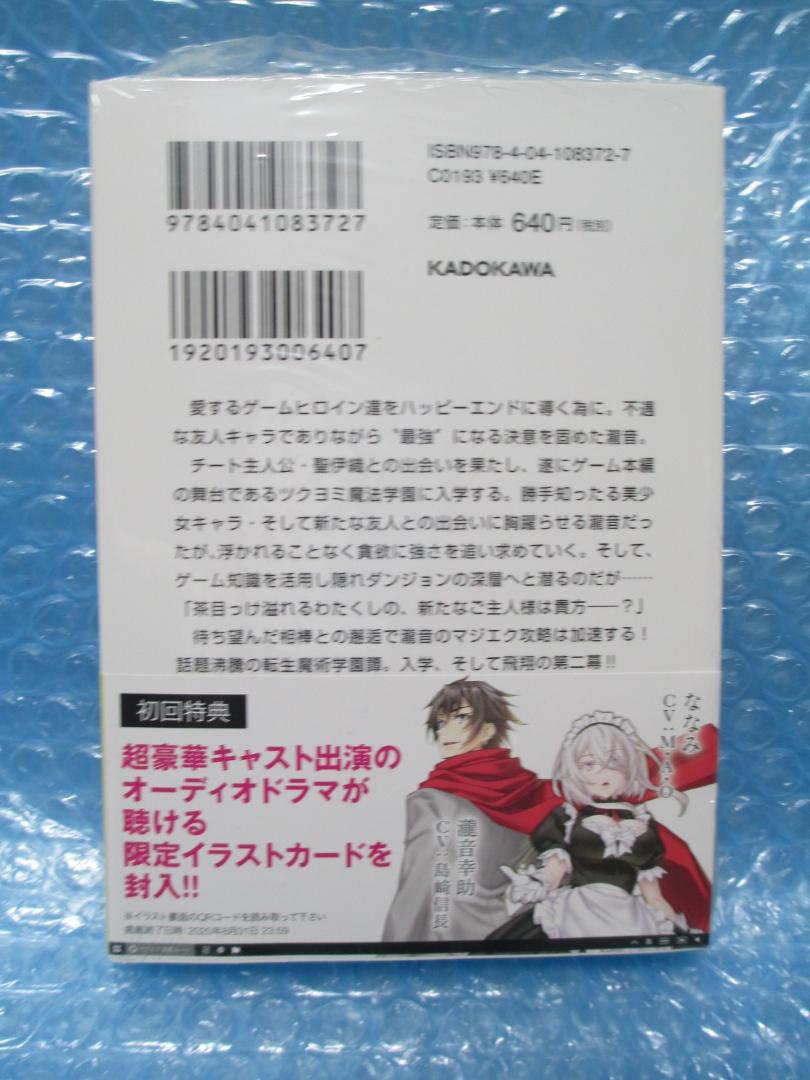 ISBN978-4-04-108372-7
C0193 ¥640E
9784041083727
定価：本体 640円（税別）
KADOKAWA
1920193006407
愛するゲームヒロイン達をハッピーエンドに導く為に。不遇
な友人キャラでありながら〝最強〟になる決意を固めた瀧音。
チート主人公・聖伊織との出会いを果たし、遂にゲーム本編
の舞台であるツクヨミ魔法学園に入学する。勝手知ったる美少
女キャラ・そして新たな友人との出会いに胸躍らせる瀧音だっ
たが、浮かれることなく貪欲に強さを追い求めていく。そして、
ゲーム知識を活用し隠れダンジョンの深層へと潜るのだが……
「茶目っけ溢れるわたくしの、新たなご主人様は貴方――？」
待ち望んだ相棒との邂逅で瀧音のマジエク攻略は加速する！
話題沸騰の転生魔術学園譚。入学、そして飛翔の第二幕!!
初回特典
超豪華キャスト出演の
オーディオドラマが
聴ける
限定イラストカードを
封入!!
※イラスト裏面のQRコードを読み取って下さい
掲載終了日時：2020年8月31日 23:59
ななみ
CV：M・A・O
瀧音幸助
CV：島﨑信長